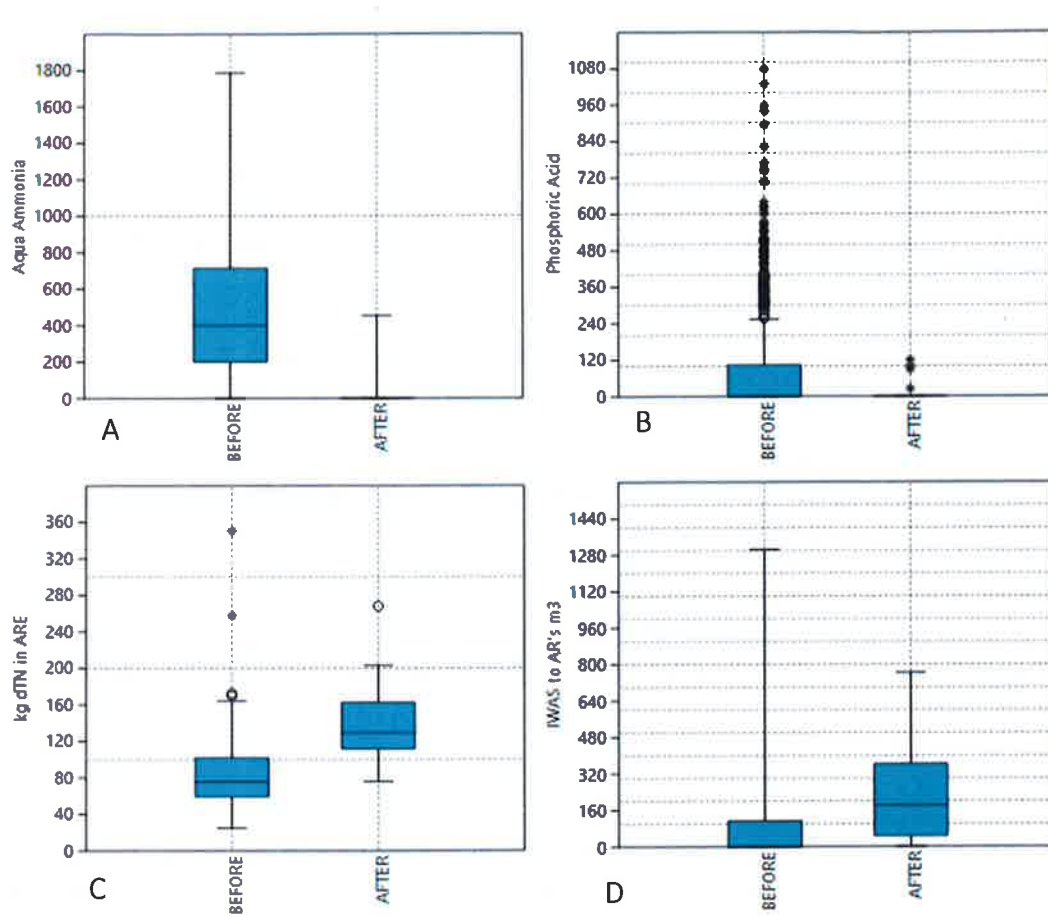 Aqua Ammonia
1800
1600
1400
1200
1000
800
600
400
200
0
BEFORE
AFTER
A
Phosphoric Acid
1080
960
840
720
600
480
360
240
120
0
BEFORE
AFTER
B
kg dTN in ARE
360
320
280
240
200
160
120
80
40
0
BEFORE
AFTER
C
IWAS to AR's m3
1440
1280
1120
960
800
640
480
320
160
0
BEFORE
AFTER
D